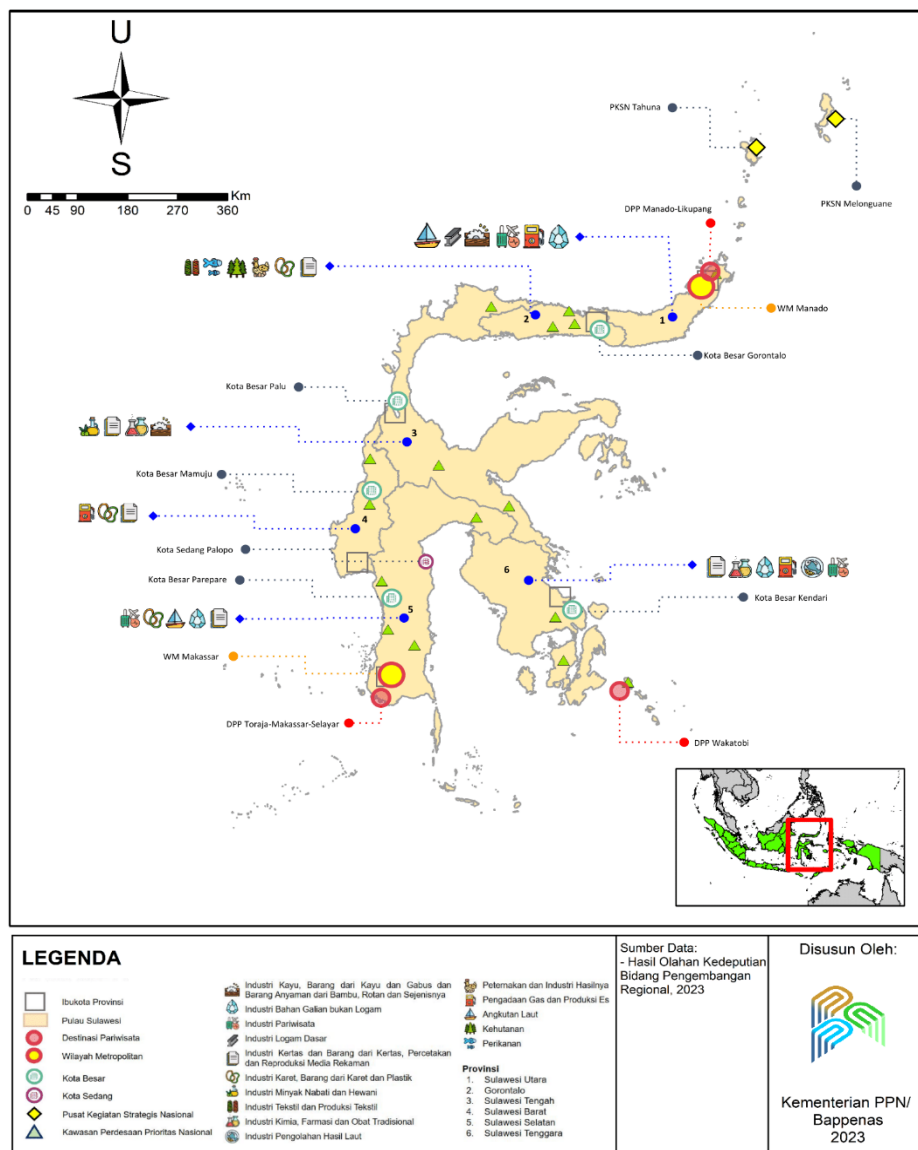 U
S
Km
0 45 90 180 270 360
PKSN Tahuna
PKSN Melonguane
DPP Manado-Likupang
WM Manado
2
1
Kota Besar Gorontalo
Kota Besar Palu
3
Kota Besar Mamuju
4
Kota Sedang Palopo
6
Kota Besar Parepare
Kota Besar Kendari
5
WM Makassar
DPP Toraja-Makassar-Selayar
DPP Wakatobi
LEGENDA
Ibukota Provinsi
Pulau Sulawesi
Destinasi Pariwisata
Wilayah Metropolitan
Kota Besar
Kota Sedang
Pusat Kegiatan Strategis Nasional
Kawasan Perdesaan Prioritas Nasional
Industri Kayu, Barang dari Kayu dan Gabus dan
Barang Anyaman dari Bambu, Rotan dan Sejenisnya
Industri Bahan Galian bukan Logam
Industri Pariwisata
Industri Logam Dasar
Industri Kertas dan Barang dari Kertas, Percetakan
dan Reproduksi Media Rekaman
Industri Karet, Barang dari Karet dan Plastik
Industri Minyak Nabati dan Hewani
Industri Tekstil dan Produksi Tekstil
Industri Kimia, Farmasi dan Obat Tradisional
Industri Pengolahan Hasil Laut
Peternakan dan Industri Hasilnya
Pengadaan Gas dan Produksi Es
Angkutan Laut
Kehutanan
Perikanan
Provinsi
1. Sulawesi Utara
2. Gorontalo
3. Sulawesi Tengah
4. Sulawesi Barat
5. Sulawesi Selatan
6. Sulawesi Tenggara
Sumber Data:
- Hasil Olahan Kedeputian
Bidang Pengembangan
Regional, 2023
Disusun Oleh:
Kementerian PPN/
Bappenas
2023